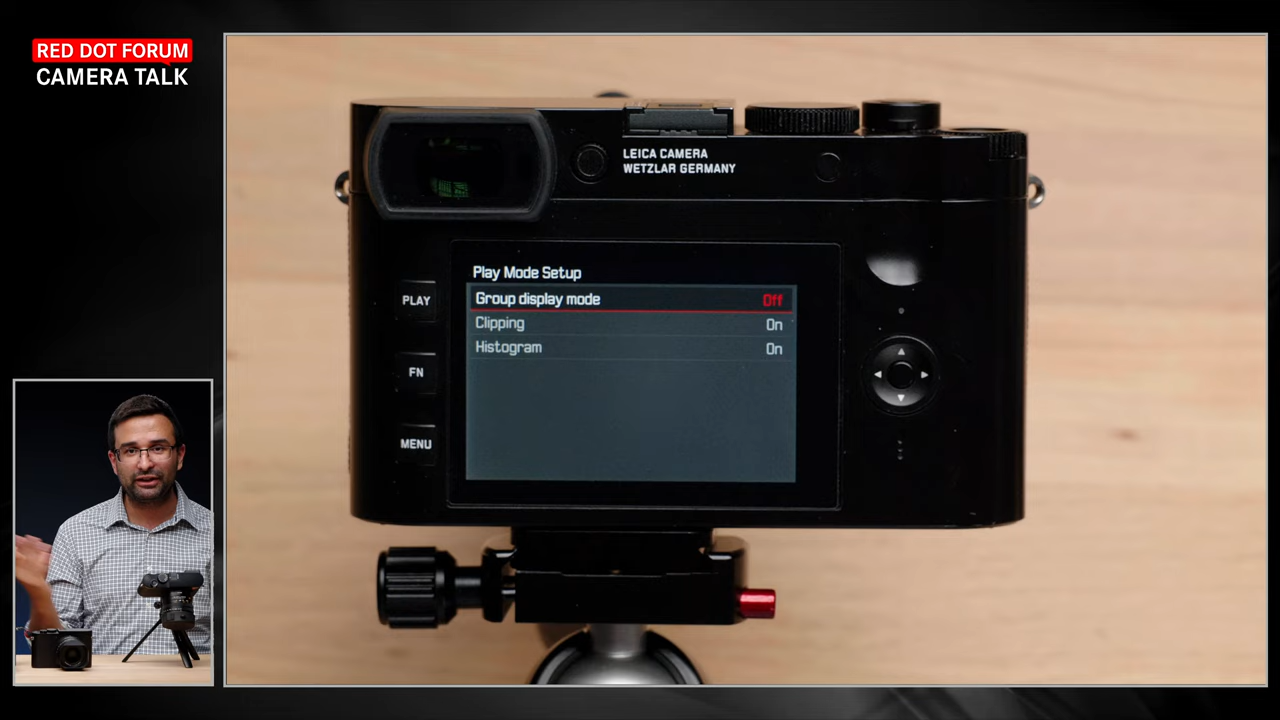 RED DOT FORUM
CAMERA TALK
LEICA CAMERA
WETZLAR GERMANY
Play Mode Setup
Group display mode Off
Clipping On
Histogram On
PLAY
FN
MENU